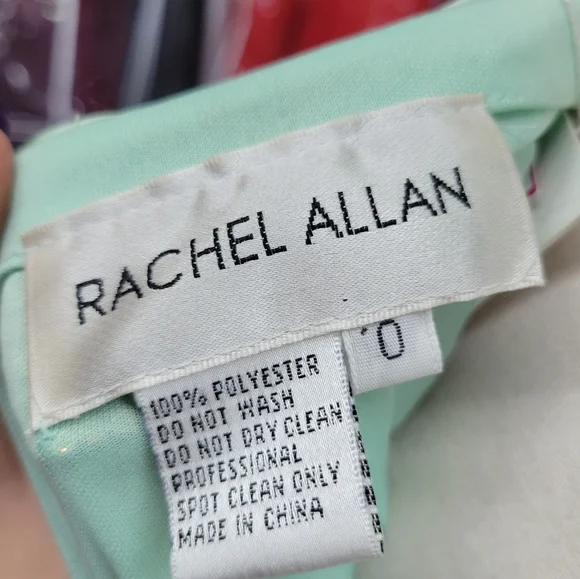 RACHEL ALLAN
0
100% POLYESTER
DO NOT WASH
DO NOT DRY CLEAN
PROFESSIONAL
SPOT CLEAN ONLY
MADE IN CHINA